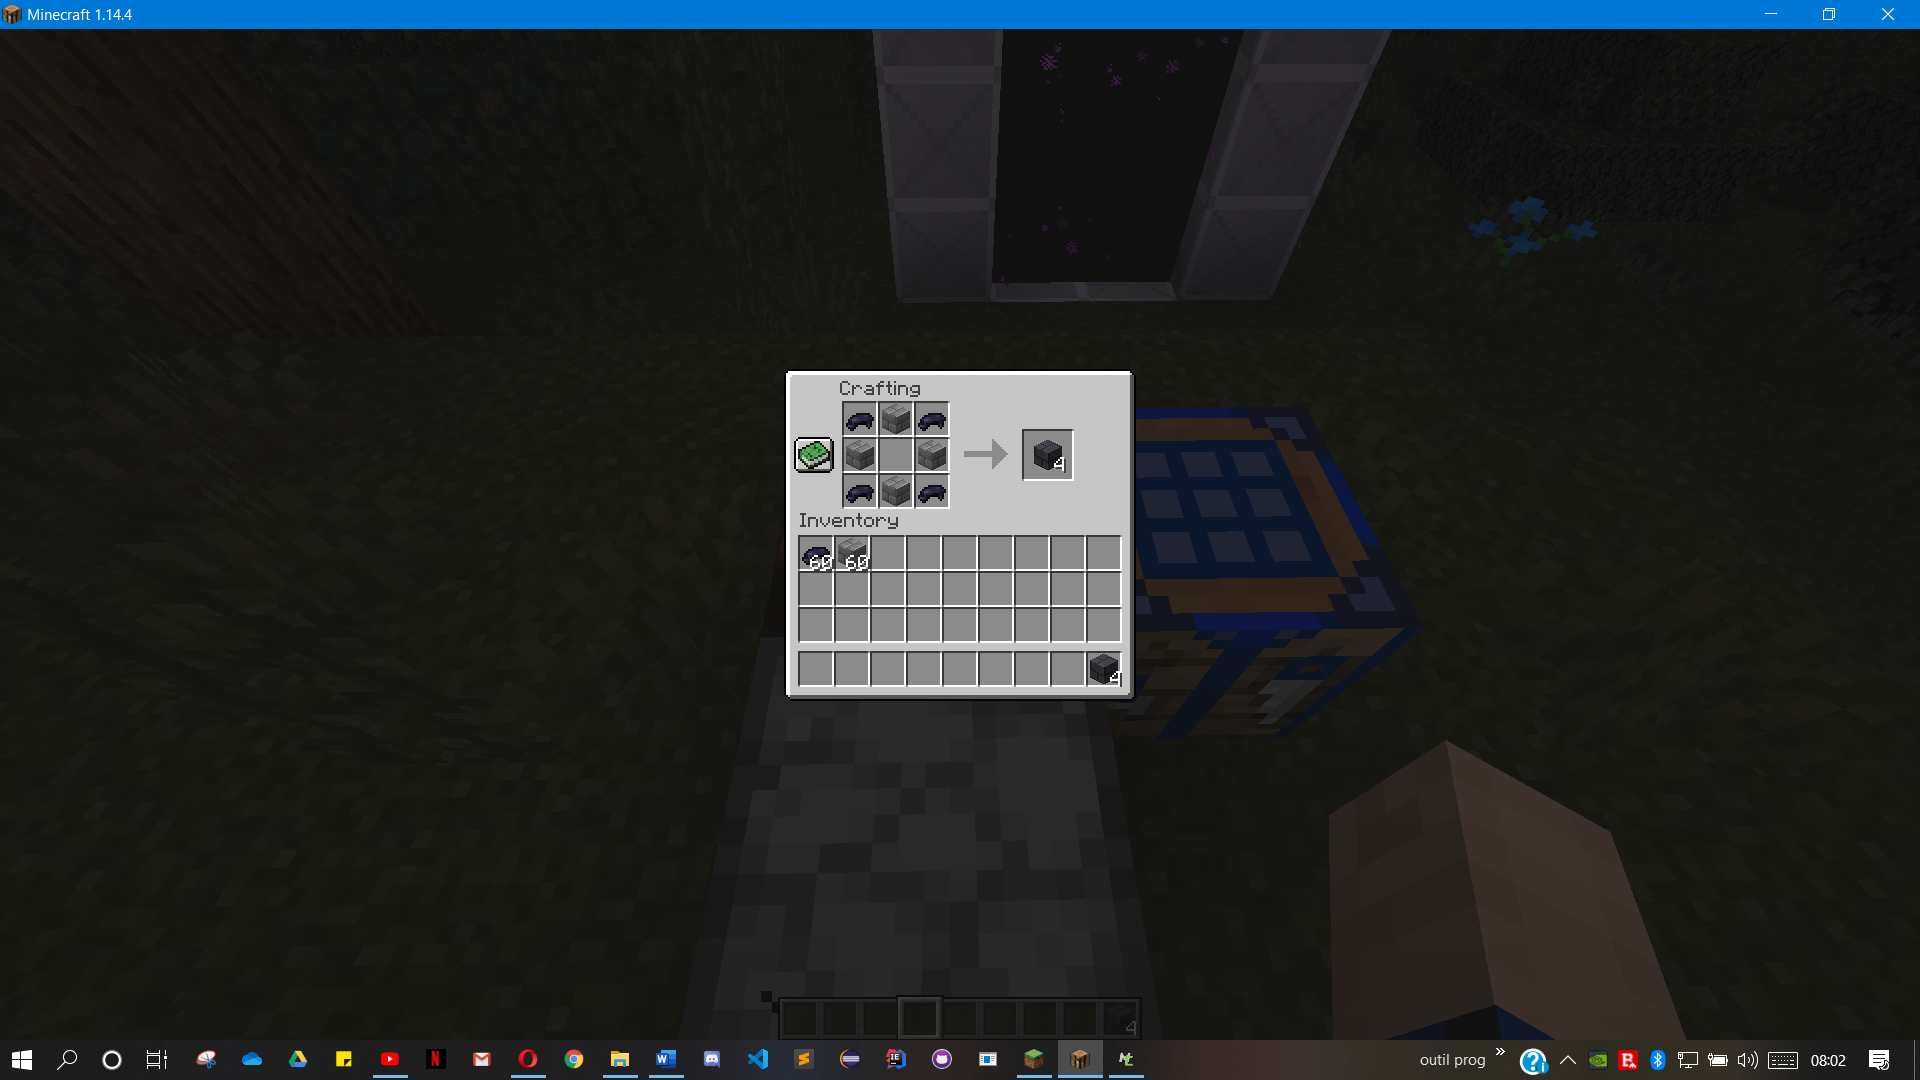 Minecraft 1.14.4
Crafting
4
Inventory
60 60
4
4
outil prog
08:02